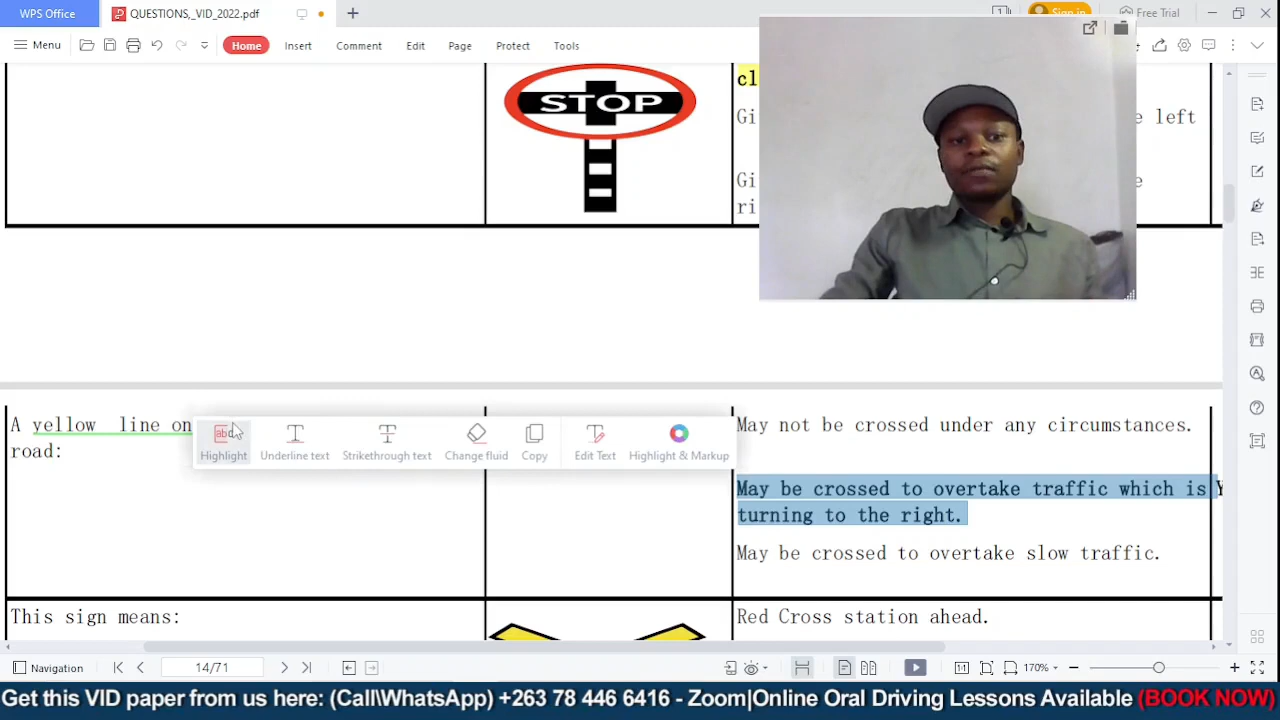 WPS Office
QUESTIONS,_VID_2022.pdf
Sign in
Free Trial
Menu
Home Insert Comment Edit Page Protect Tools
STOP
cl
Gi
e left
Gi
e
ri
A yellow line on
road:
Highlight Underline text Strikethrough text Change fluid Copy Edit Text Highlight & Markup
May not be crossed under any circumstances.
May be crossed to overtake traffic which is Y
turning to the right.
May be crossed to overtake slow traffic.
This sign means:
Red Cross station ahead.
Navigation
14/71
170%
Get this VID paper from us here: (Call\WhatsApp) +263 78 446 6416 - Zoom|Online Oral Driving Lessons Available (BOOK NOW)